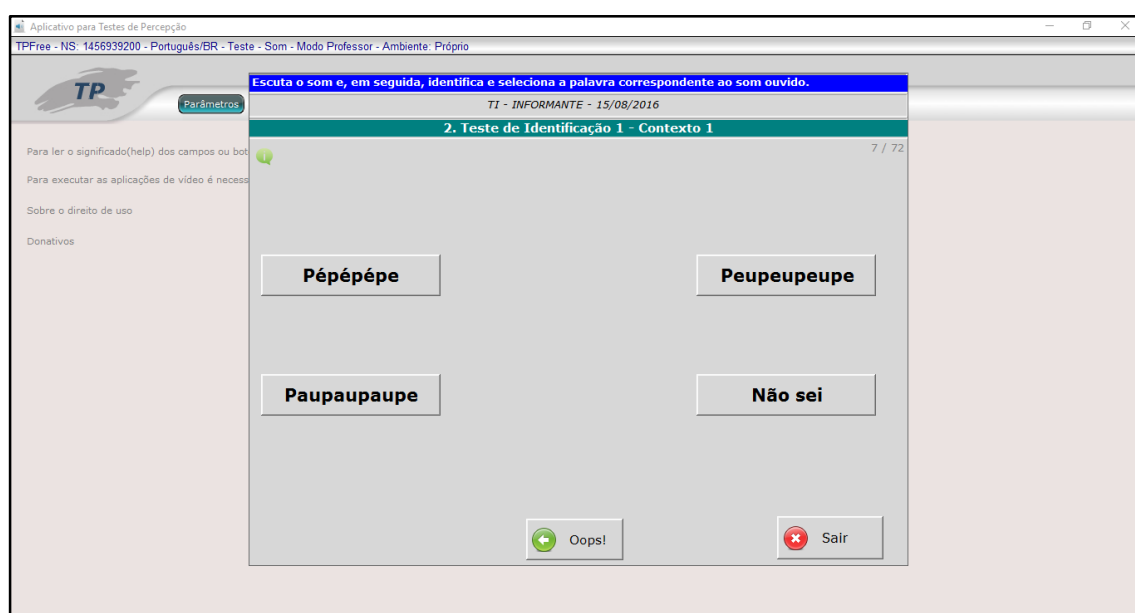 Aplicativo para Testes de Percepção
TPFree - NS: 1456939200 - Português/BR - Teste - Som - Modo Professor - Ambiente: Próprio
TP
Parâmetros
Escuta o som e, em seguida, identifica e seleciona a palavra correspondente ao som ouvido.
TI - INFORMANTE - 15/08/2016
2. Teste de Identificação 1 - Contexto 1
7 / 72
Para ler o significado(help) dos campos ou bot
Para executar as aplicações de vídeo é necess
Sobre o direito de uso
Donativos
Pépépépe
Peupeupeupe
Paupaupaupe
Não sei
Oops!
Sair